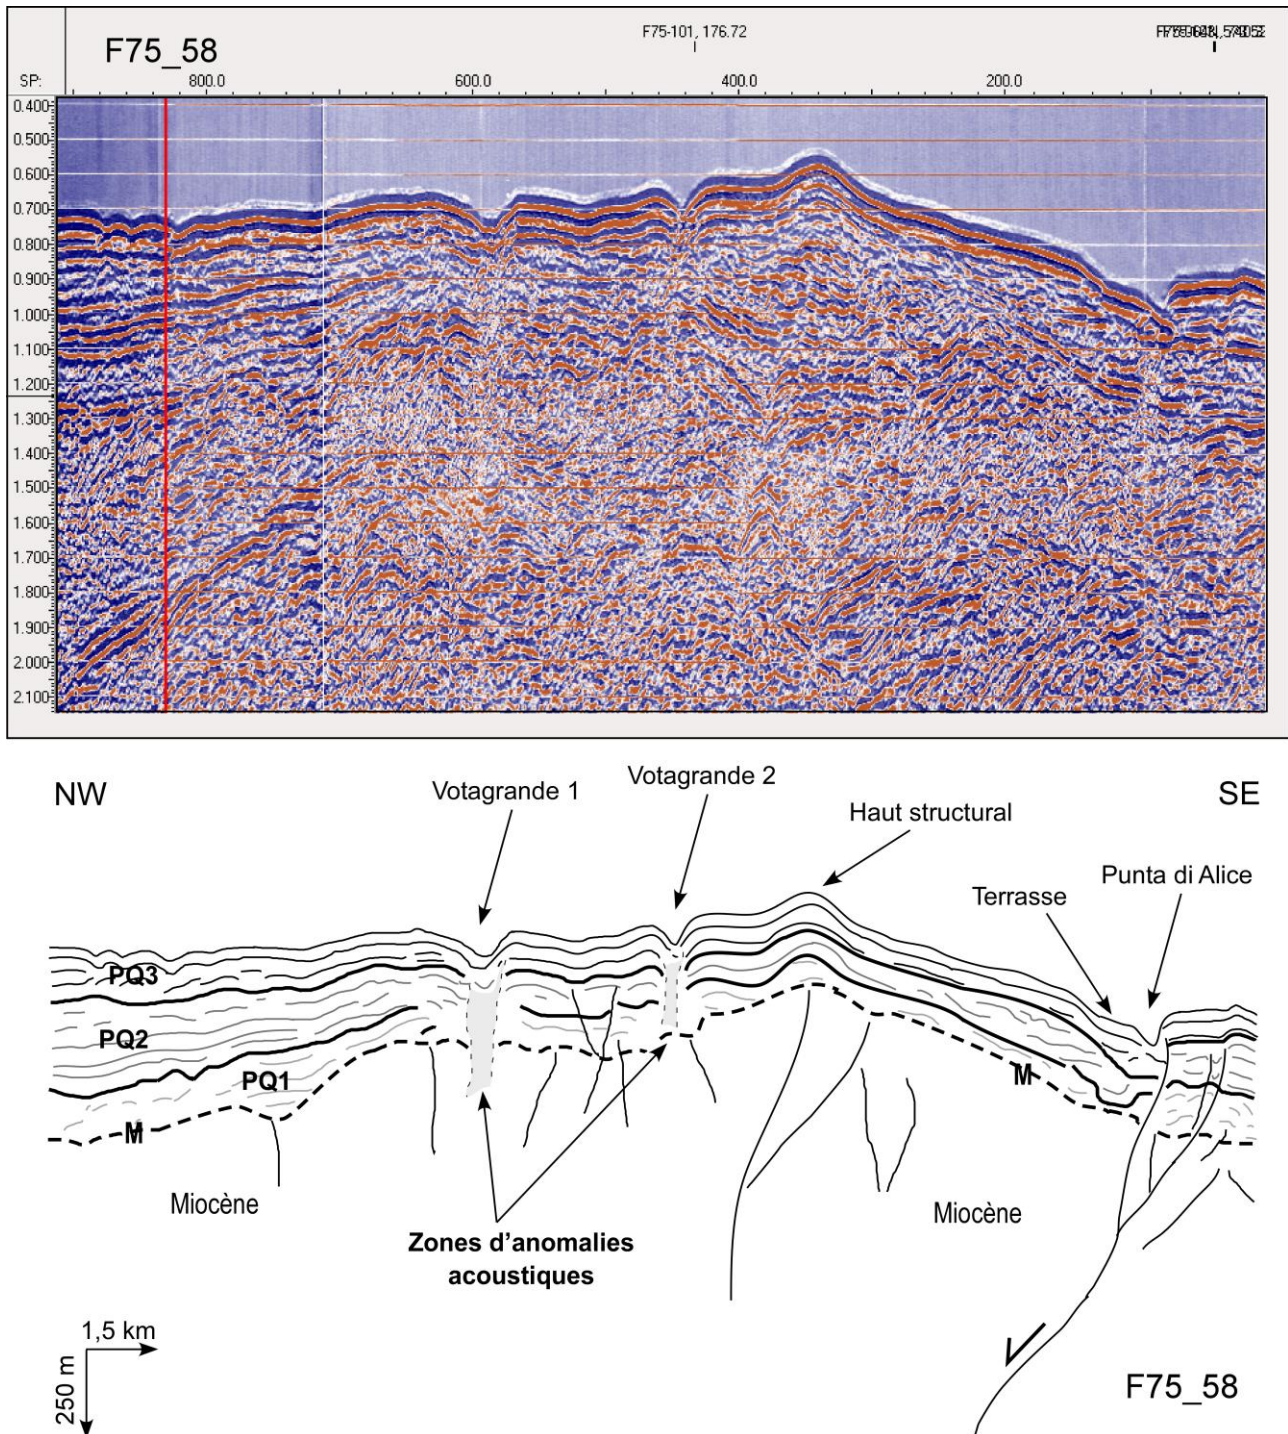 F75_58
F75-101, 176.72
SP:
800.0
600.0
400.0
200.0
0.400
0.500
0.600
0.700
0.800
0.900
1.000
1.100
1.200
1.300
1.400
1.500
1.600
1.700
1.800
1.900
2.000
2.100
NW
Votagrande 1
Votagrande 2
Haut structural
SE
Terrasse
Punta di Alice
PQ3
PQ2
PQ1
M
M
Miocène
Miocène
Zones d’anomalies
acoustiques
1,5 km
250 m
F75_58